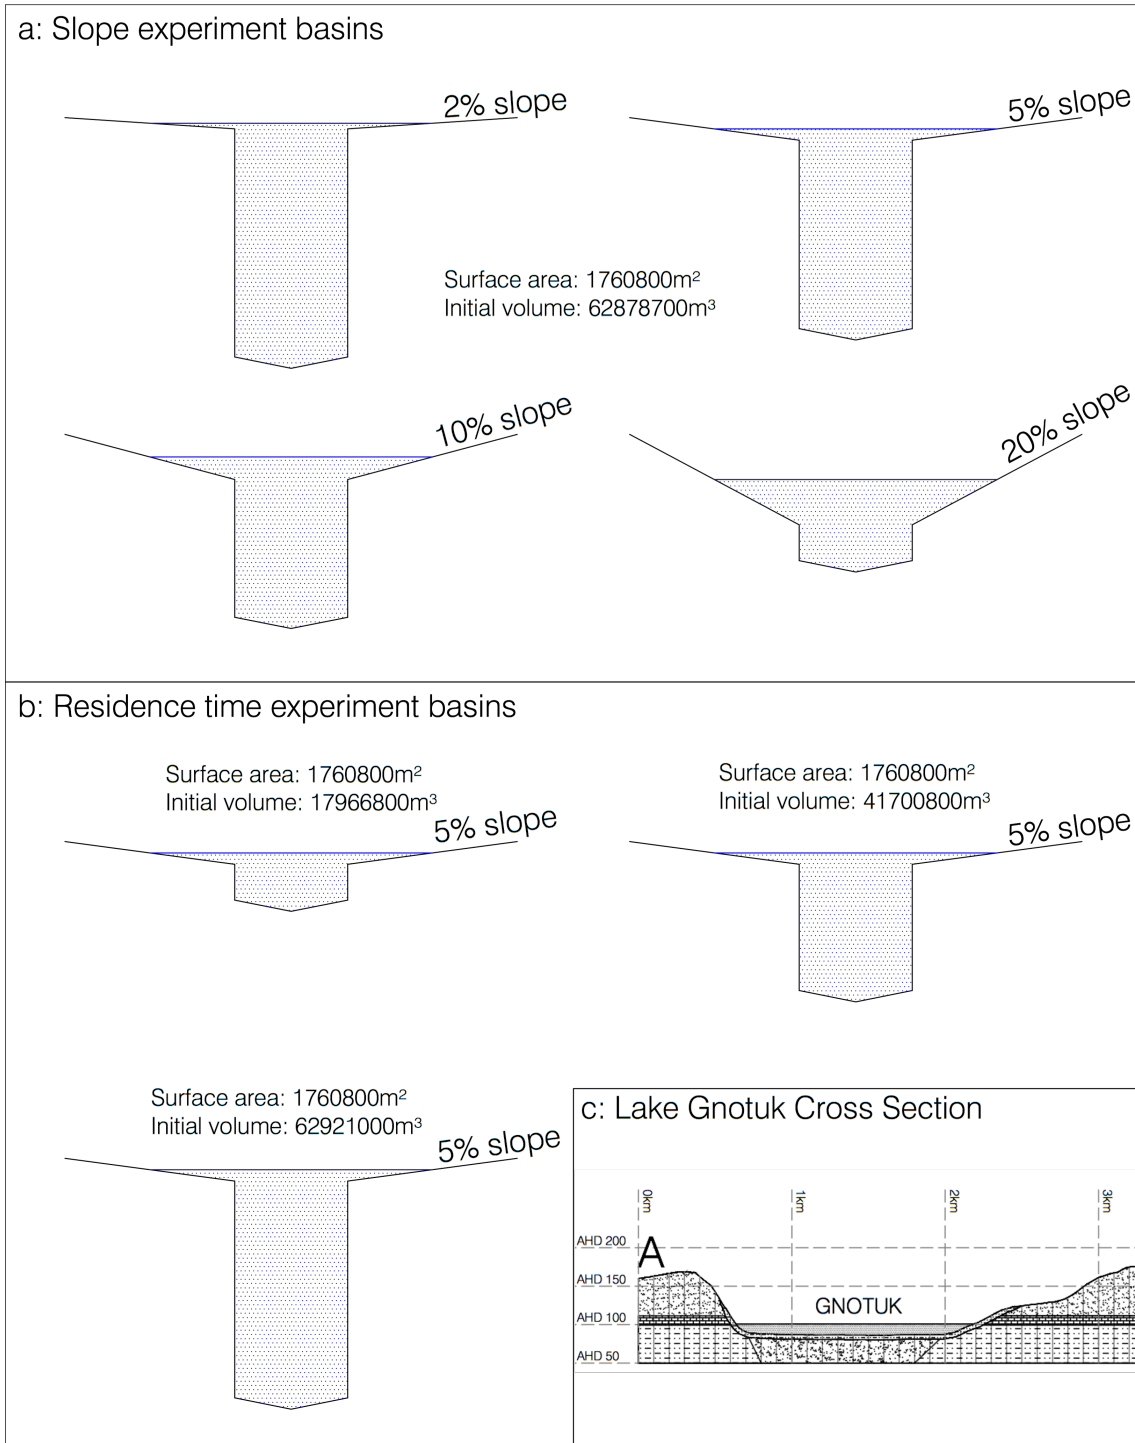 a: Slope experiment basins
2% slope
5% slope
Surface area: 1760800m²
Initial volume: 62878700m³
10% slope
20% slope
b: Residence time experiment basins
Surface area: 1760800m²
Initial volume: 17966800m³
5% slope
Surface area: 1760800m²
Initial volume: 41700800m³
5% slope
Surface area: 1760800m²
Initial volume: 62921000m³
5% slope
c: Lake Gnotuk Cross Section
0km
1km
2km
3km
AHD 200
A
AHD 150
GNOTUK
AHD 100
AHD 50